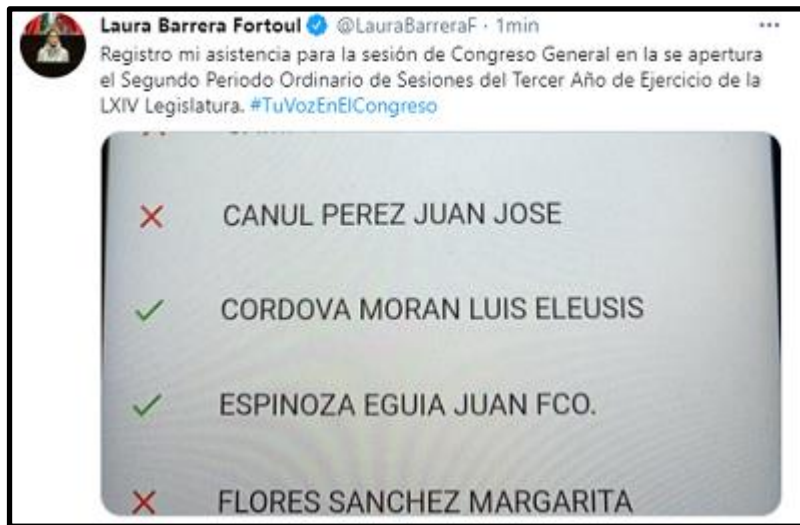 Laura Barrera Fortoul @LauraBarreraF · 1min
Registro mi asistencia para la sesión de Congreso General en la se apertura
el Segundo Periodo Ordinario de Sesiones del Tercer Año de Ejercicio de la
LXIV Legislatura. #TuVozEnElCongreso
CANUL PEREZ JUAN JOSE
CORDOVA MORAN LUIS ELEUSIS
ESPINOZA EGUIA JUAN FCO.
FLORES SANCHEZ MARGARITA